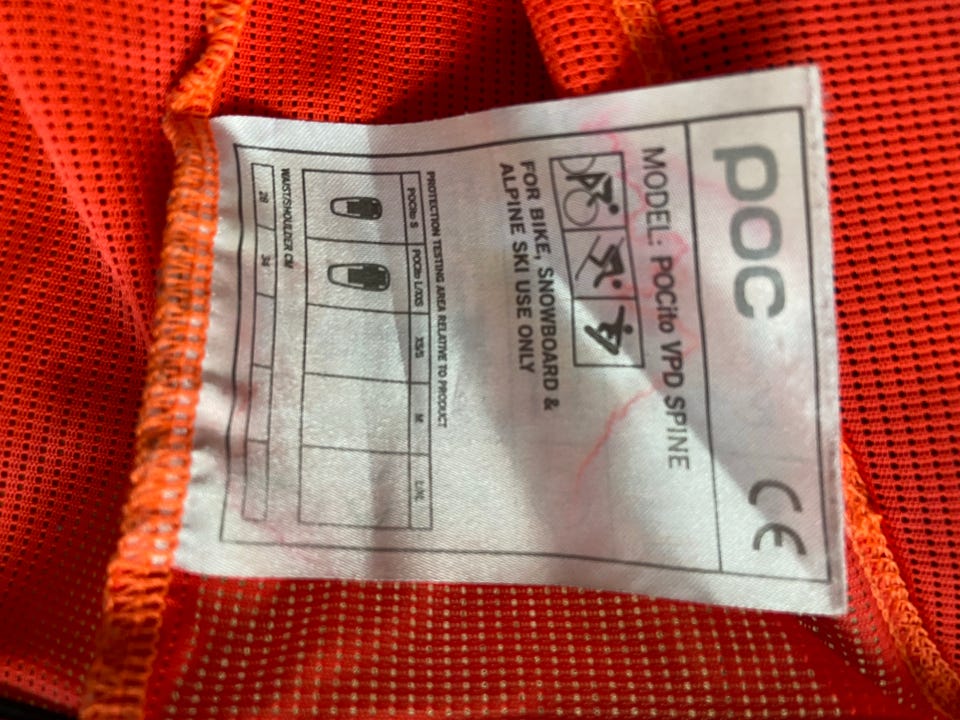 POC
CE
MODEL: POCito VPD SPINE
FOR BIKE, SNOWBOARD &
ALPINE SKI USE ONLY
PROTECTION TESTING AREA RELATIVE TO PRODUCT
POCito S POCito L/XXS XS/S M L/XL
WAIST/SHOULDER CM
28 34